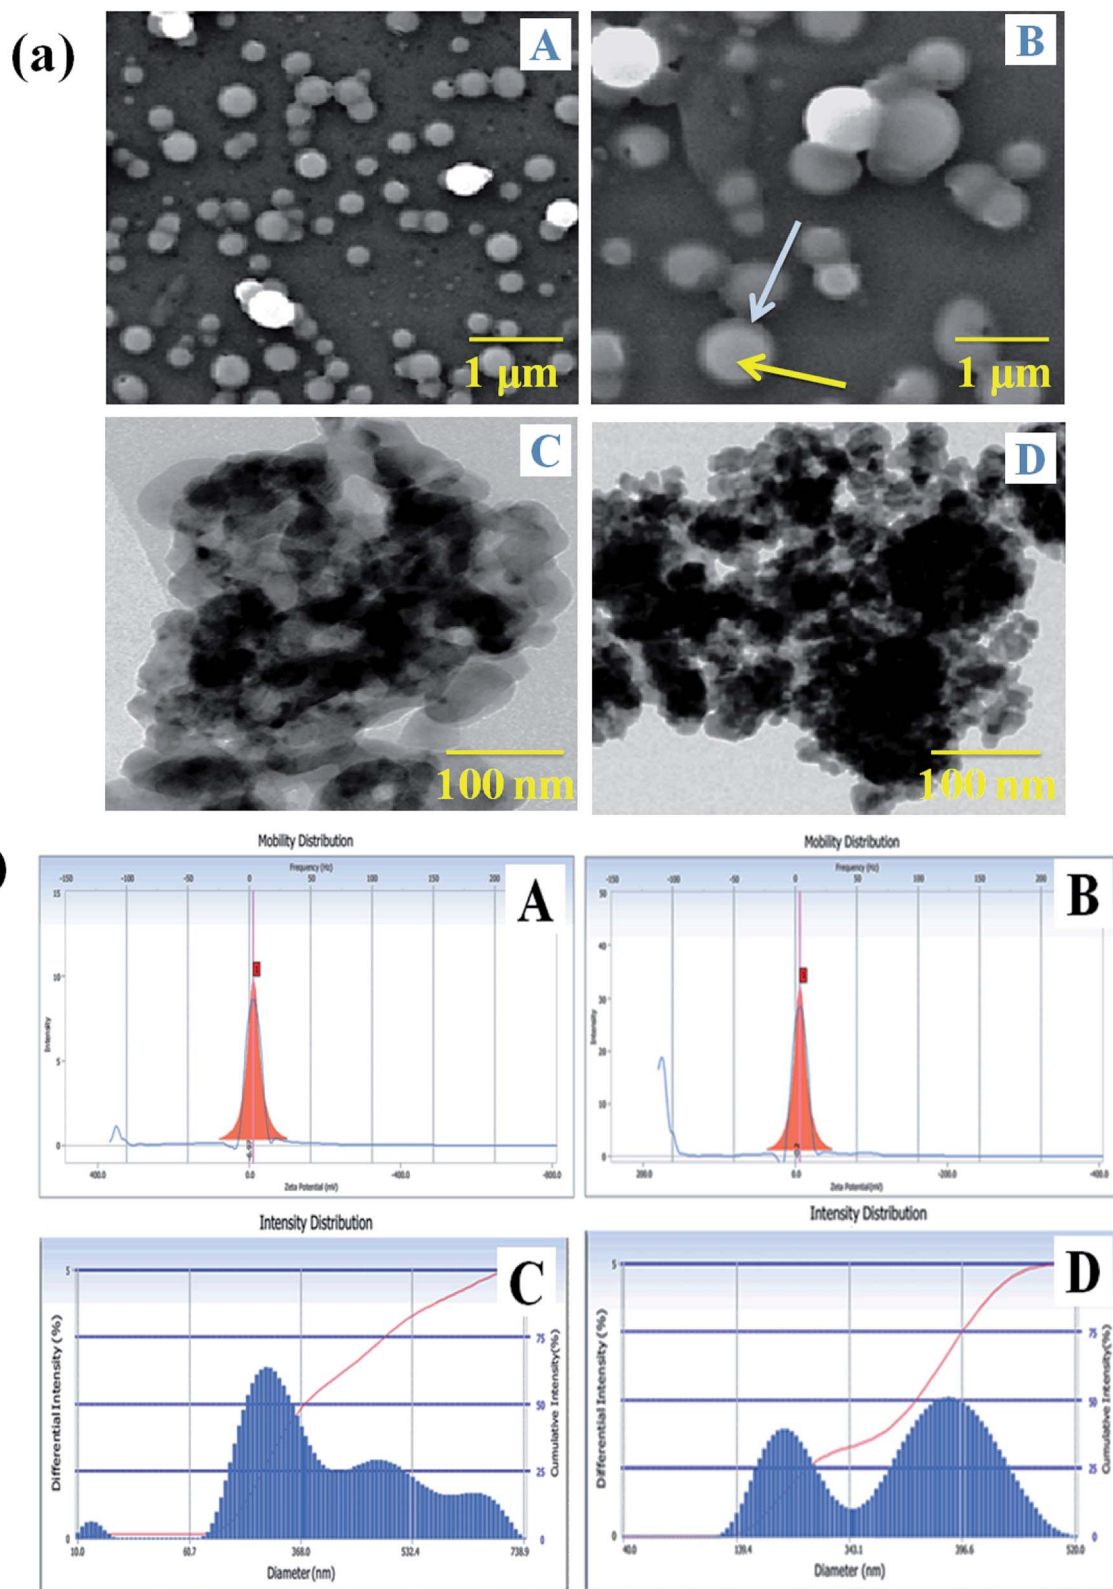 (a)
A
B
1 µm
1 µm
C
D
100 nm
100 nm
)
Mobility Distribution
Frequency (Hz)
-150 -100 -50 0 50 100 150 200
A
15
10
5
0
Intensity
1
-6.97
400.0 0.0 -400.0 -800.0
Zeta Potential(mV)
Mobility Distribution
Frequency (Hz)
-150 -100 -50 0 50 100 150 200
B
50
40
30
20
10
0
Intensity
200.0 0.0 -200.0 -400.0
Zeta Potential(mV)
Intensity Distribution
C
5
0
Differential Intensity (%)
75
50
25
0
Cumulative Intensity(%)
10.0 60.7 368.0 532.4 738.9
Diameter (nm)
Intensity Distribution
D
5
0
Differential Intensity (%)
75
50
25
0
Cumulative Intensity(%)
40.0 139.4 343.1 396.6 520.0
Diameter (nm)